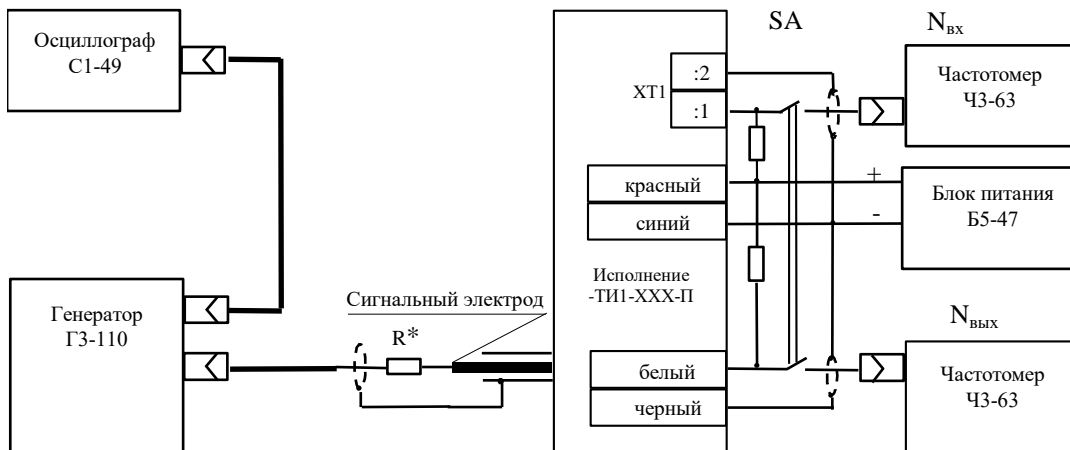 Осциллограф
С1-49
SA
Nвх
:2
ХТ1
:1
Частотомер
Ч3-63
красный
+
синий
-
Блок питания
Б5-47
Исполнение
-ТИ1-ХХХ-П
Сигнальный электрод
Генератор
Г3-110
R*
Nвых
белый
черный
Частотомер
Ч3-63